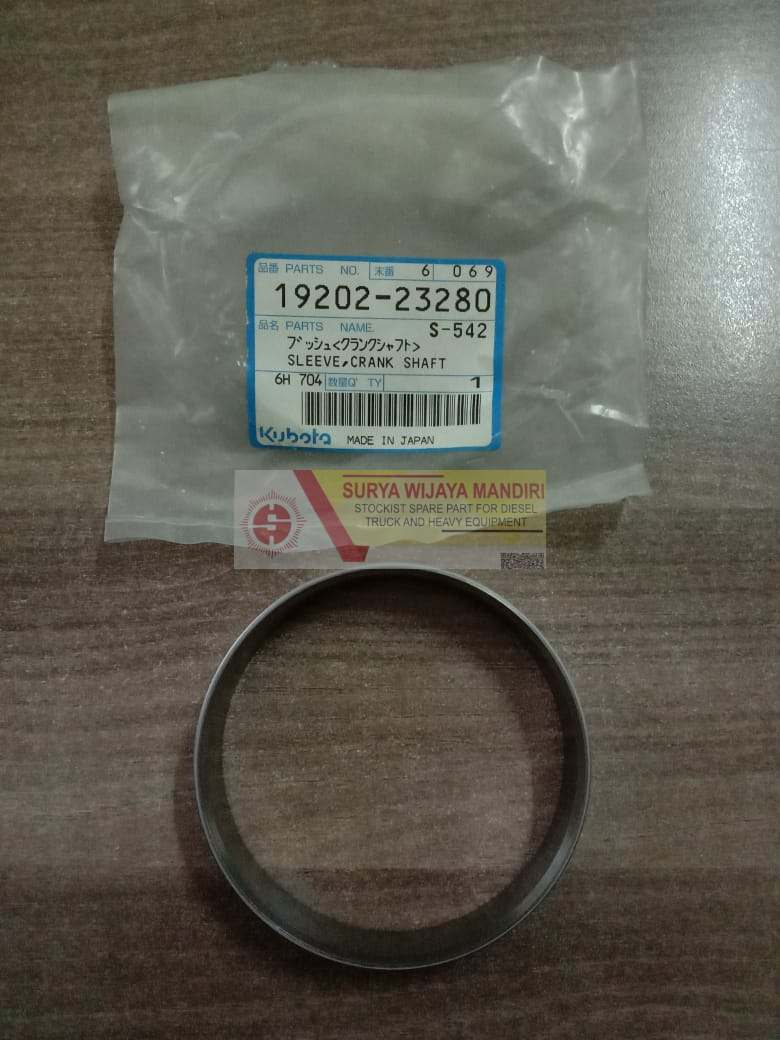 品番 PARTS NO. 末番 6 069
19202-23280
品名 PARTS NAME. S-542
ブッシュ<クランクシャフト>
SLEEVE,CRANK SHAFT
6H 704 数量Q'TY 1
Kubota MADE IN JAPAN
SURYA WIJAYA MANDIRI
STOCKIST SPARE PART FOR DIESEL
TRUCK AND HEAVY EQUIPMENT